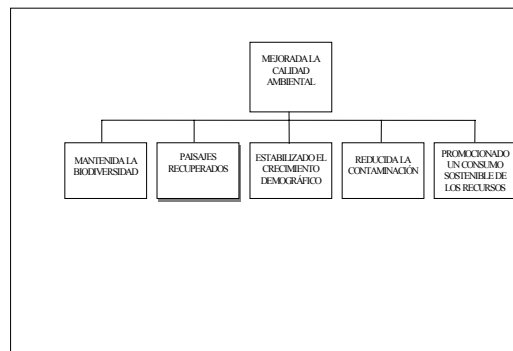 MEJORADA LA
CALIDAD
AMBIENTAL
MANTENIDA LA
BIODIVERSIDAD
PAISAJES
RECUPERADOS
ESTABILIZADO EL
CRECIMIENTO
DEMOGRÁFICO
REDUCIDA LA
CONTAMINACIÓN
PROMOCIONADO
UN CONSUMO
SOSTENIBLE DE
LOS RECURSOS